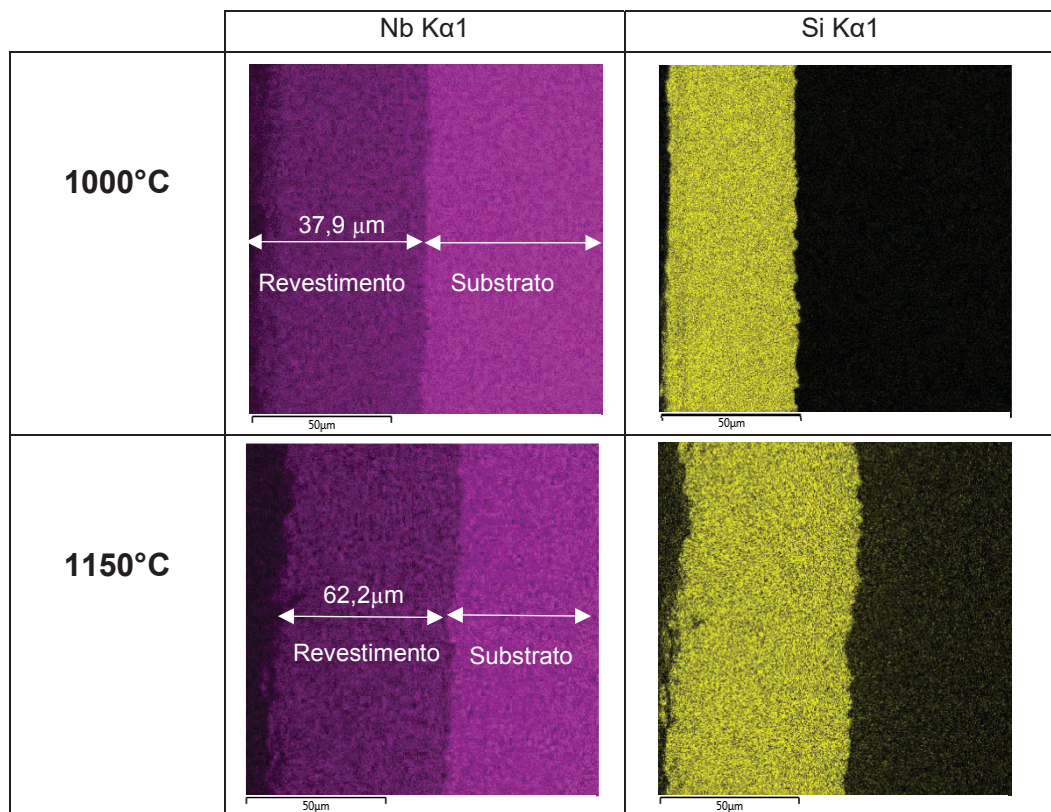 Nb Kα1
Si Kα1
1000°C
37,9 μm
Revestimento
Substrato
50μm
50μm
1150°C
62,2μm
Revestimento
Substrato
50μm
50μm